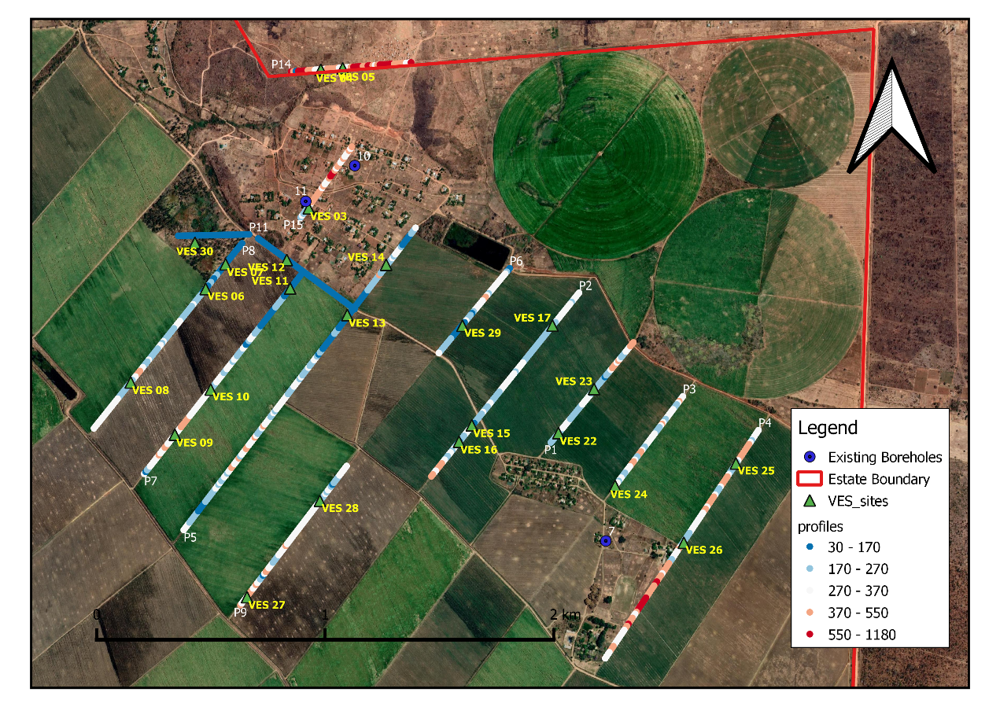 P14
VES 04
VES 05
10
11
VES 03
P15
P11
VES 30
P8
VES 07
VES 12
VES 11
VES 06
VES 14
P6
P2
VES 13
VES 29
VES 17
VES 08
VES 10
VES 23
P3
VES 09
VES 15
VES 16
VES 22
P1
P4
P7
VES 24
VES 25
VES 28
P5
7
VES 26
VES 27
P9
0
1
2 km
Legend
Existing Boreholes
Estate Boundary
VES_sites
profiles
30 - 170
170 - 270
270 - 370
370 - 550
550 - 1180